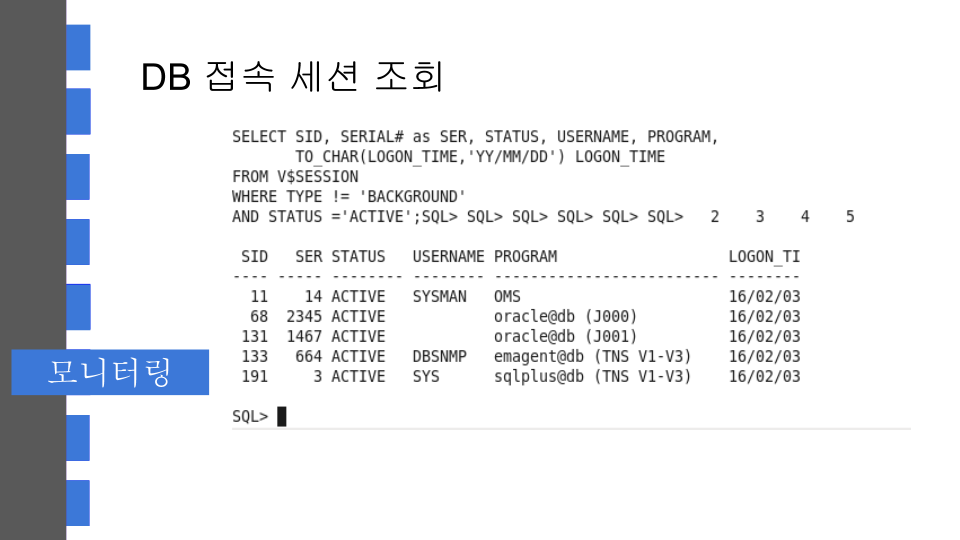 DB 접속 세션 조회
SELECT SID, SERIAL# as SER, STATUS, USERNAME, PROGRAM,
       TO_CHAR(LOGON_TIME,'YY/MM/DD') LOGON_TIME
FROM V$SESSION
WHERE TYPE != 'BACKGROUND'
AND STATUS ='ACTIVE';SQL> SQL> SQL> SQL> SQL> SQL>   2    3    4    5
 SID   SER STATUS   USERNAME PROGRAM                   LOGON_TI
---- ----- -------- -------- ------------------------- --------
  11    14 ACTIVE   SYSMAN   OMS                       16/02/03
  68  2345 ACTIVE            oracle@db (J000)          16/02/03
 131  1467 ACTIVE            oracle@db (J001)          16/02/03
 133   664 ACTIVE   DBSNMP   emagent@db (TNS V1-V3)    16/02/03
 191     3 ACTIVE   SYS      sqlplus@db (TNS V1-V3)    16/02/03
SQL>
모니터링